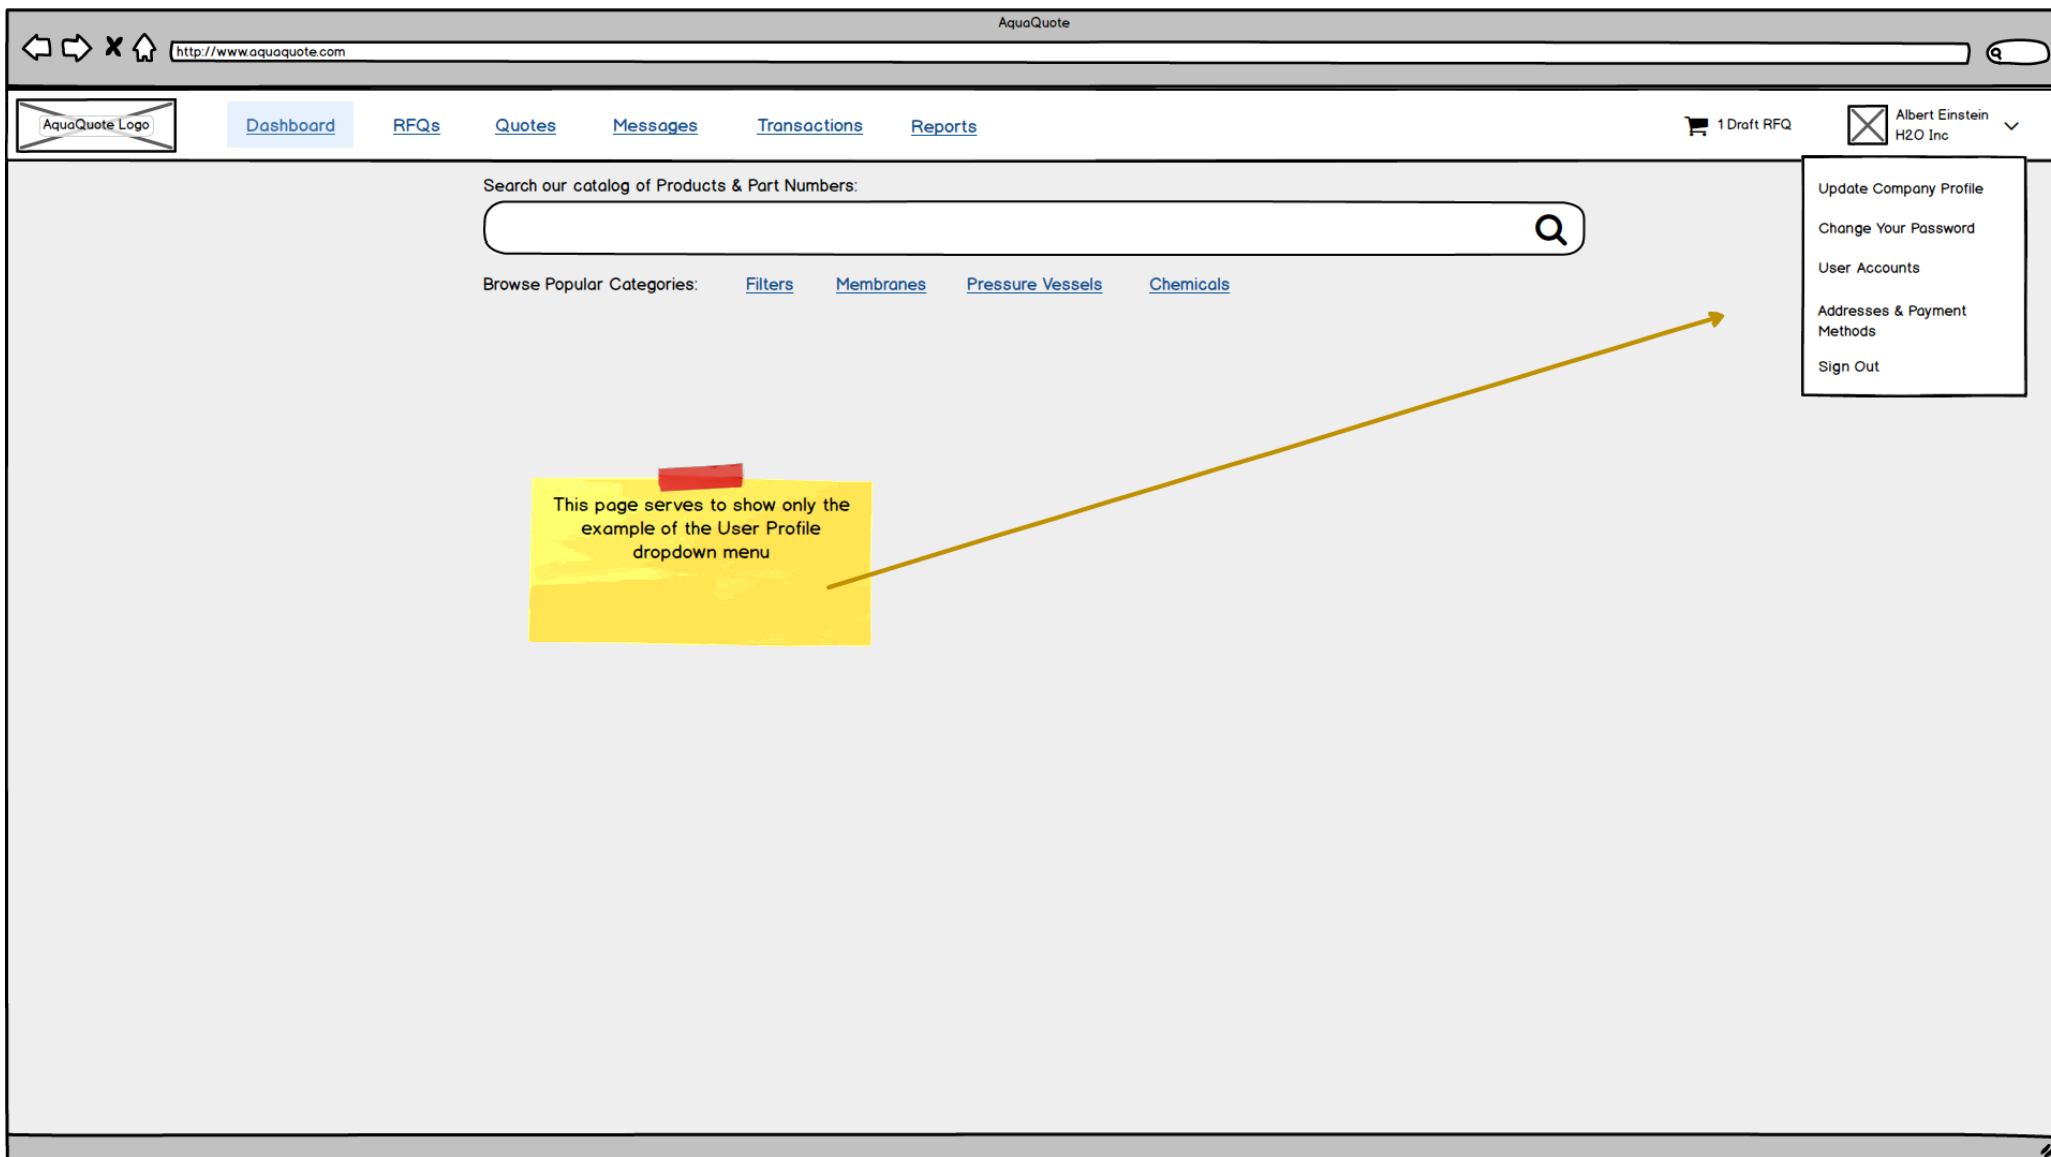 AquaQuote
http://www.aquaquote.com
AquaQuote Logo
Dashboard
RFQs
Quotes
Messages
Transactions
Reports
1 Draft RFQ
Albert Einstein
H2O Inc
Search our catalog of Products & Part Numbers:
Browse Popular Categories:
Filters
Membranes
Pressure Vessels
Chemicals
Update Company Profile
Change Your Password
User Accounts
Addresses & Payment
Methods
Sign Out
This page serves to show only the
example of the User Profile
dropdown menu